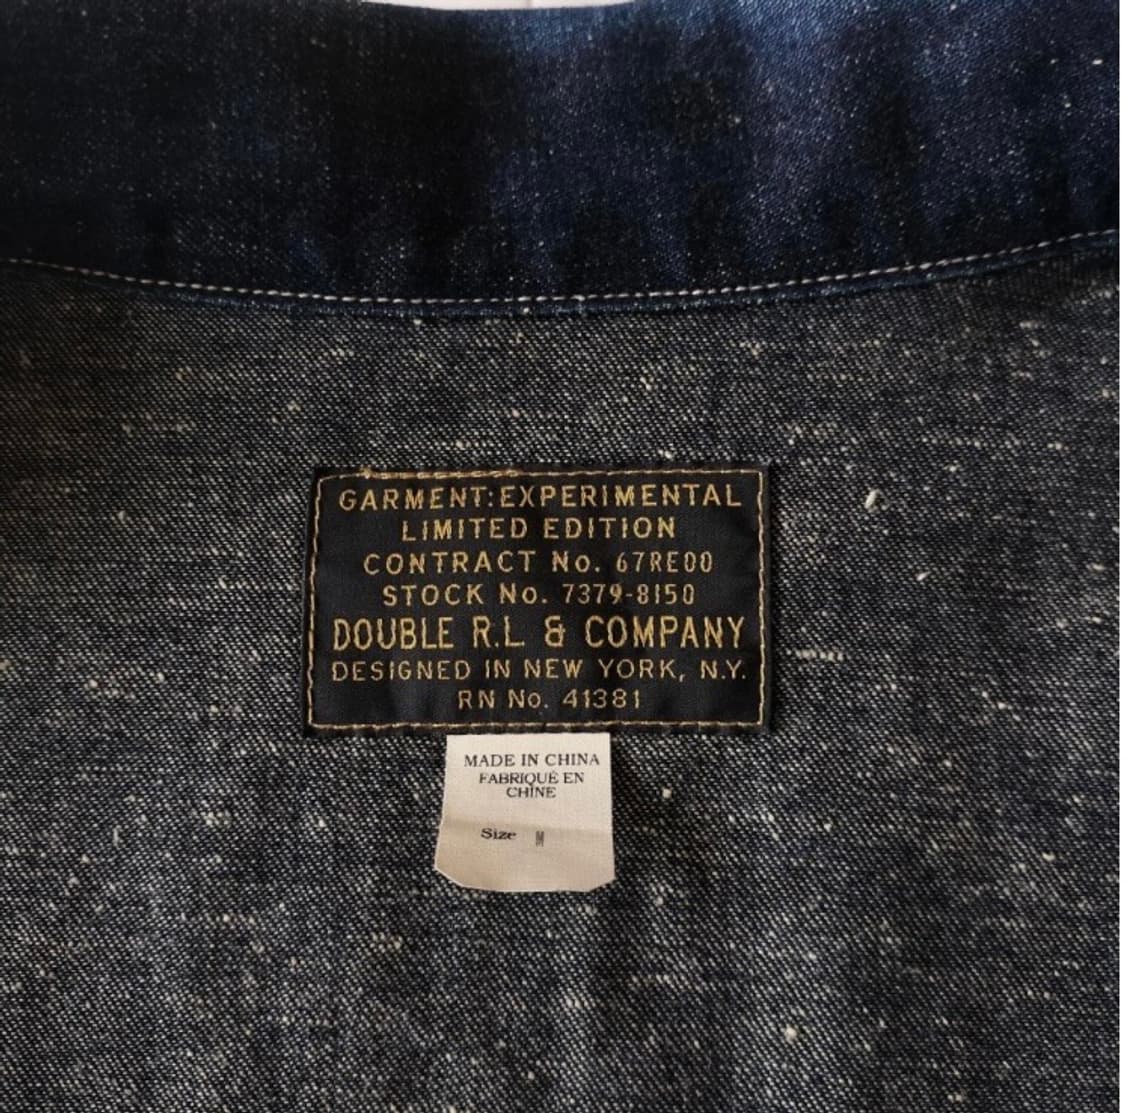 GARMENT:EXPERIMENTAL
LIMITED EDITION
CONTRACT No. 67RE00
STOCK No. 7379-8150
DOUBLE R.L & COMPANY
DESIGNED IN NEW YORK, N.Y.
RN No. 41381
MADE IN CHINA
FABRIQUÉ EN
CHINE
Size M